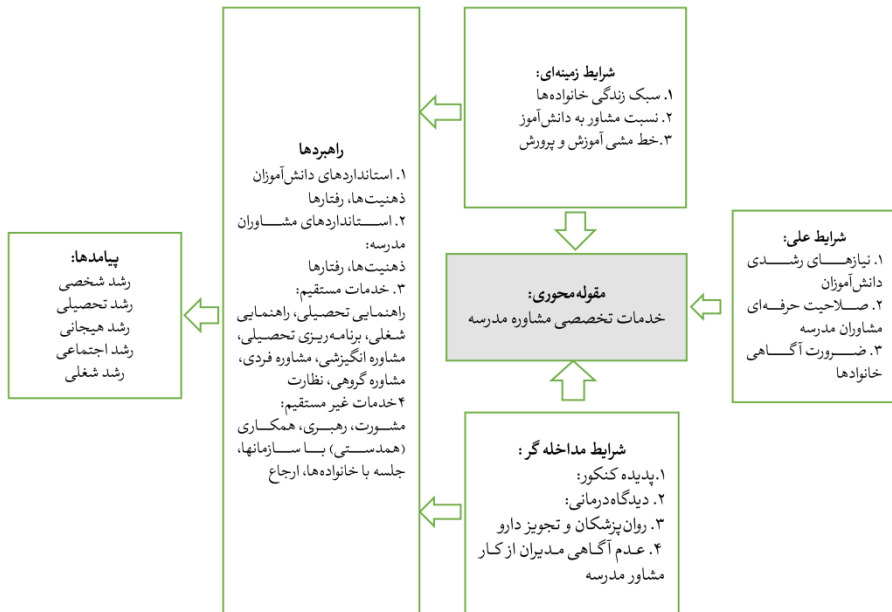 شرایط علی:
۱. نیازهای رشدی
دانش‌آموزان
۲. صلاحیت حرفه‌ای
مشاوران مدرسه
۳. ضرورت آگاهی
خانوادها
شرایط زمینه‌ای:
۱. سبک زندگی خانواده‌ها
۲. نسبت مشاور به دانش‌آموز
۳.خط مشی آموزش و پرورش
مقوله محوری:
خدمات تخصصی مشاوره مدرسه
شرایط مداخله گر :
۱.پدیده کنکور:
۲. دیدگاه درمانی:
۳. روان‌پزشکان و تجویز دارو
۴. عدم آگاهی مدیران از کار
مشاور مدرسه
راهبردها
۱. استانداردهای دانش‌آموزان
ذهنیت‌ها، رفتارها
۲. استانداردهای مشاوران
مدرسه:
ذهنیت‌ها، رفتارها
۳. خدمات مستقیم:
راهنمایی تحصیلی، راهنمایی
شغلی، برنامه‌ریزی تحصیلی،
مشاوره انگیزشی، مشاوره فردی،
مشاوره گروهی، نظارت
۴خدمات غیر مستقیم:
مشورت، رهبری، همکاری
(همدستی) با سازمانها،
جلسه با خانواده‌ها، ارجاع
پیامدها:
رشد شخصی
رشد تحصیلی
رشد هیجانی
رشد اجتماعی
رشد شغلی